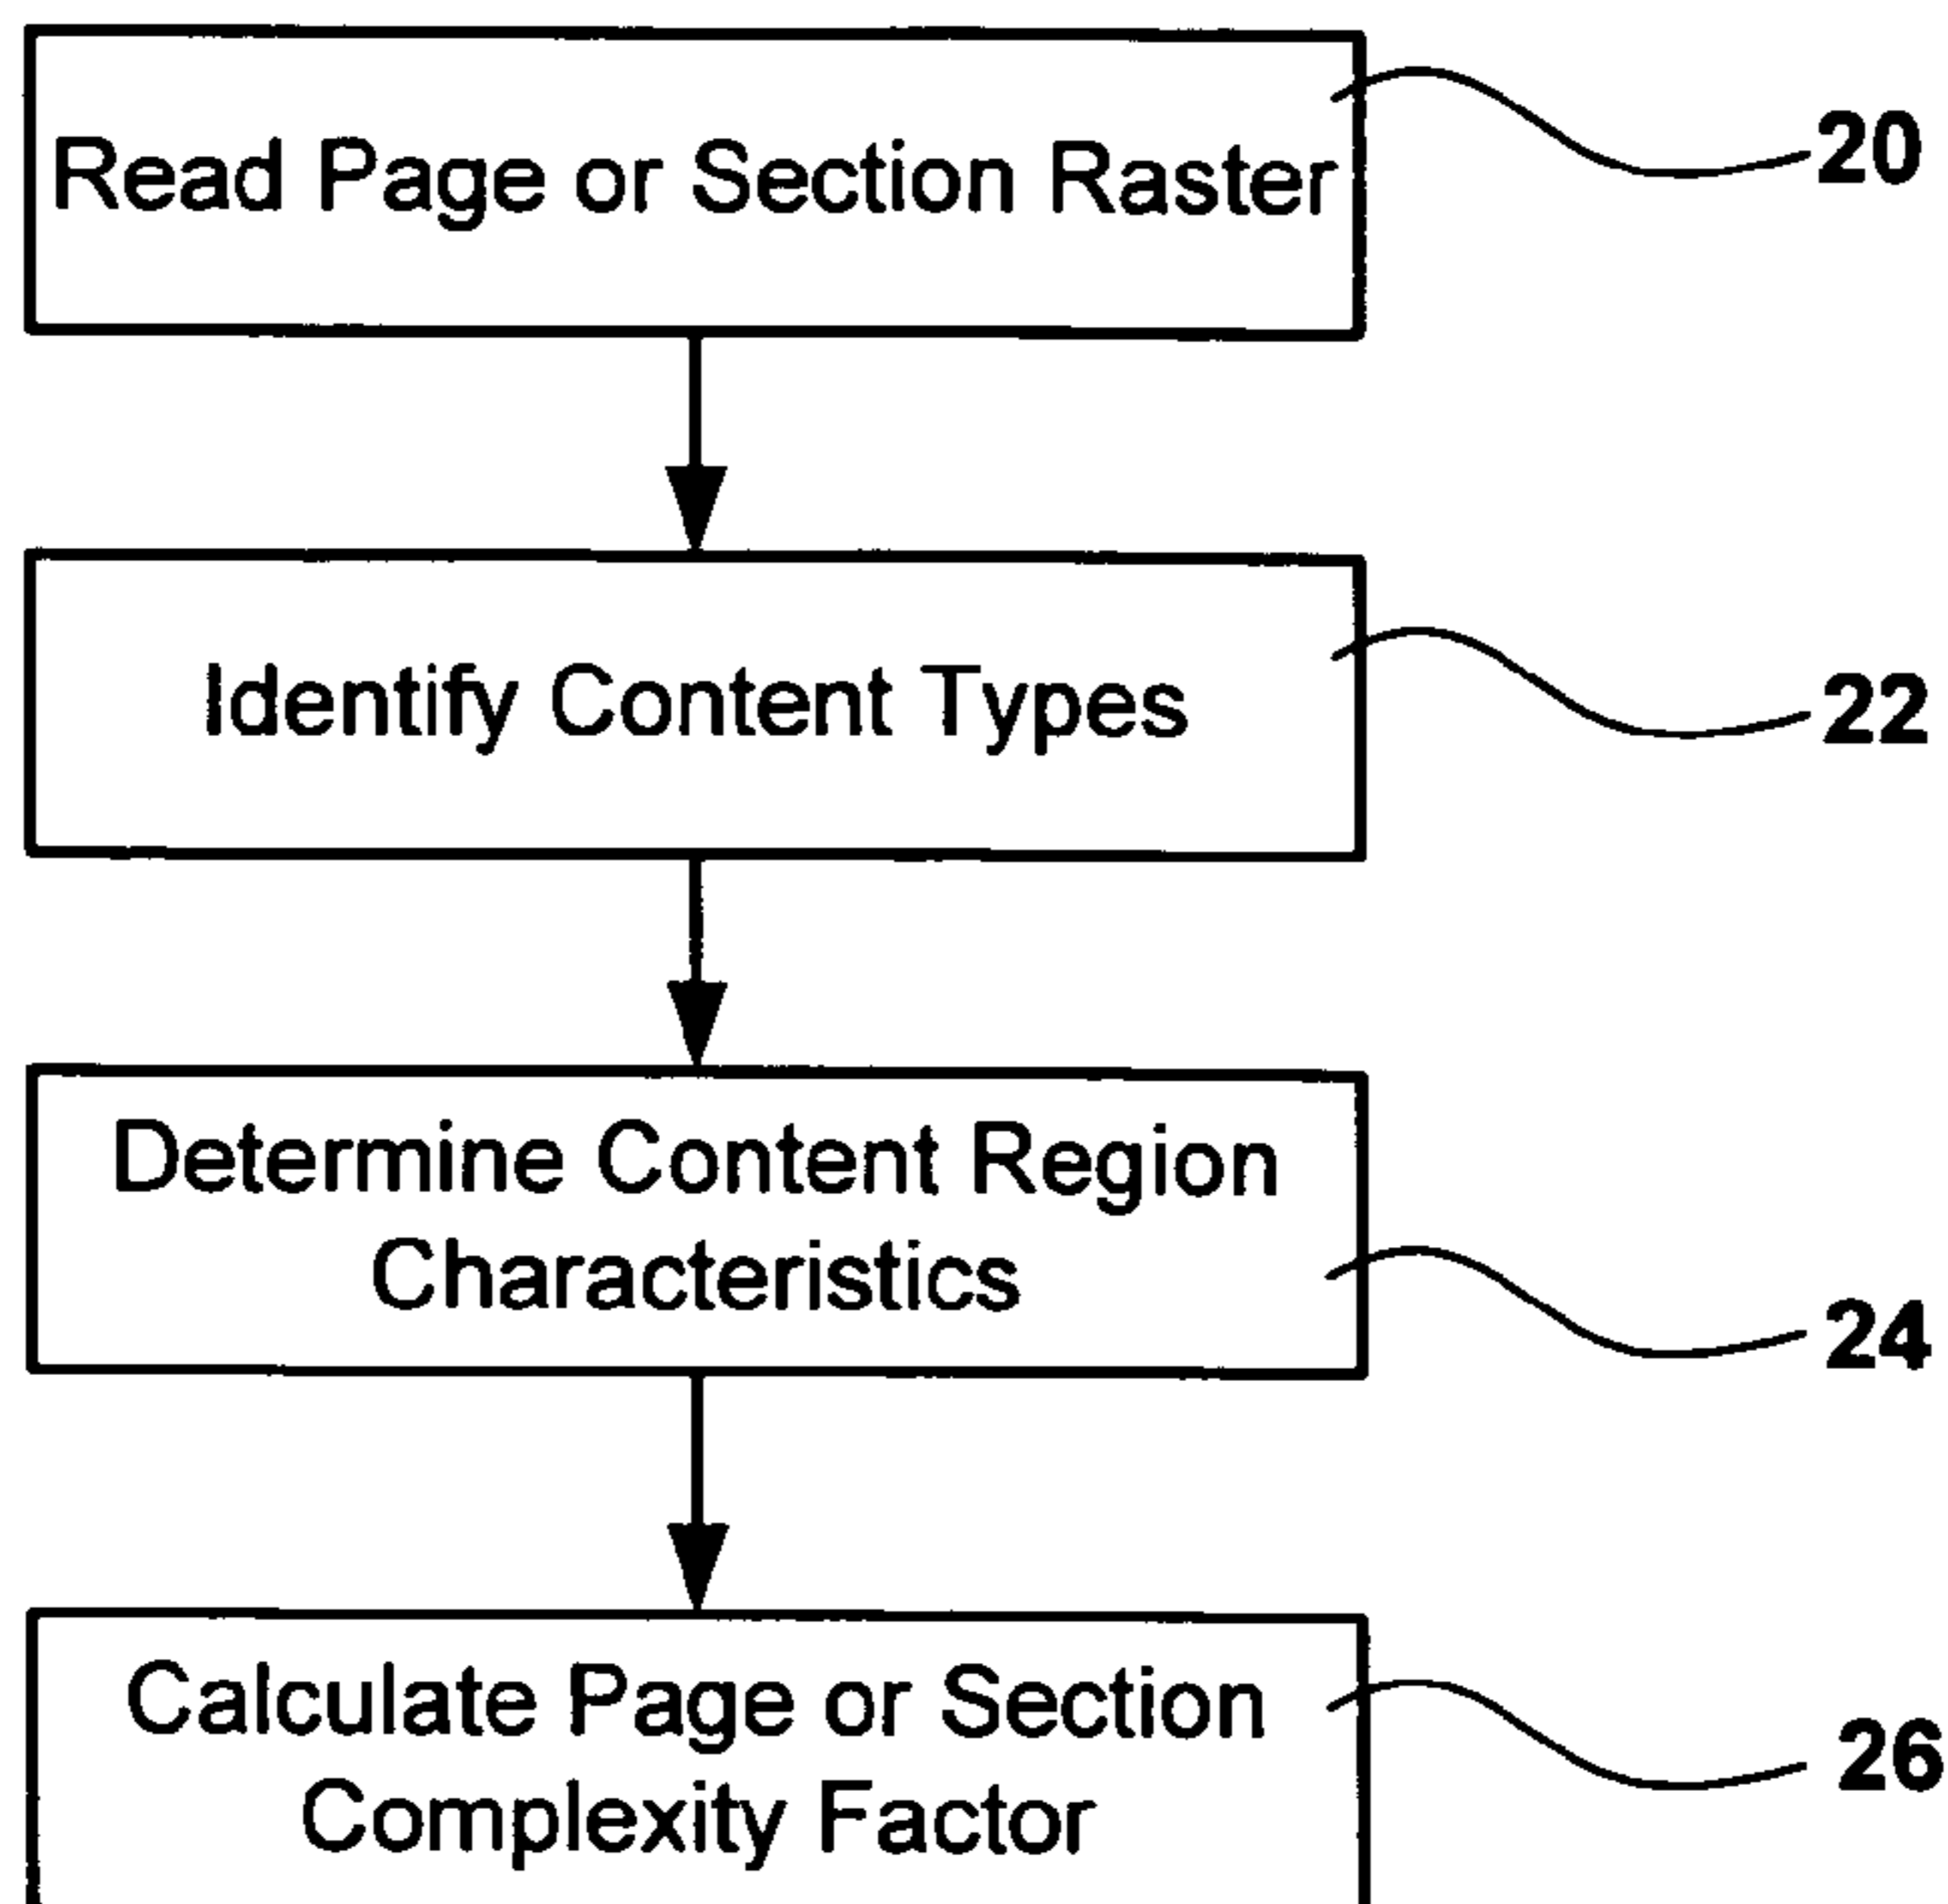 Read Page or Section Raster
20
Identify Content Types
22
Determine Content Region
Characteristics
24
Calculate Page or Section
Complexity Factor
26